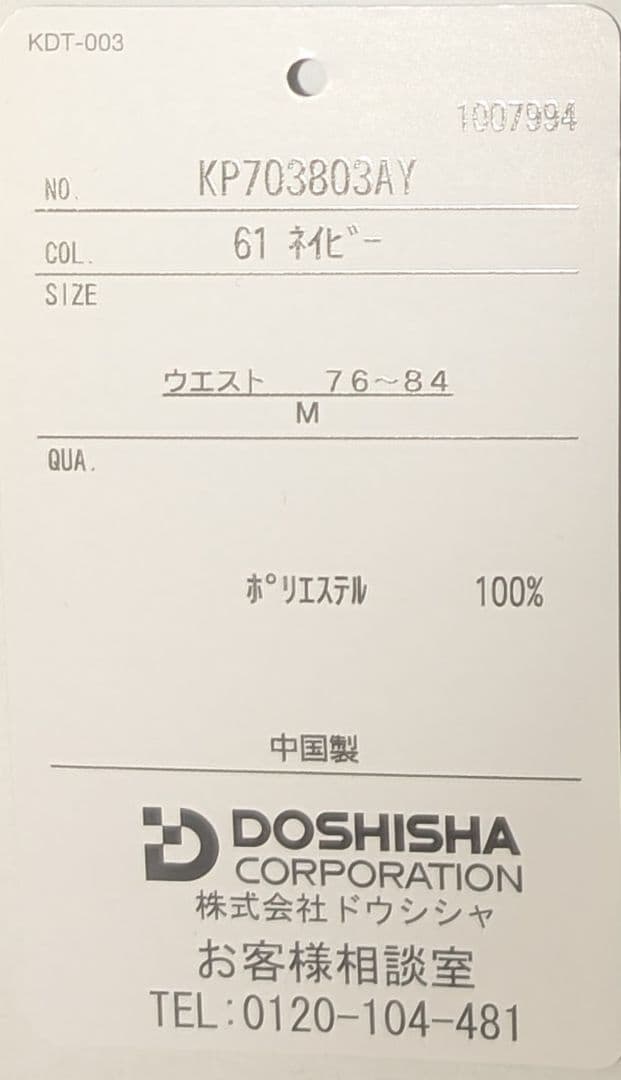 KDT-003
1007994
NO. KP703803AY
COL. 61 ﾈｲﾋﾞｰ
SIZE
ウエスト 76～84
M
QUA.
ﾎﾟﾘｴｽﾃﾙ 100%
中国製
DOSHISHA
CORPORATION
株式会社ドウシシャ
お客様相談室
TEL:0120-104-481